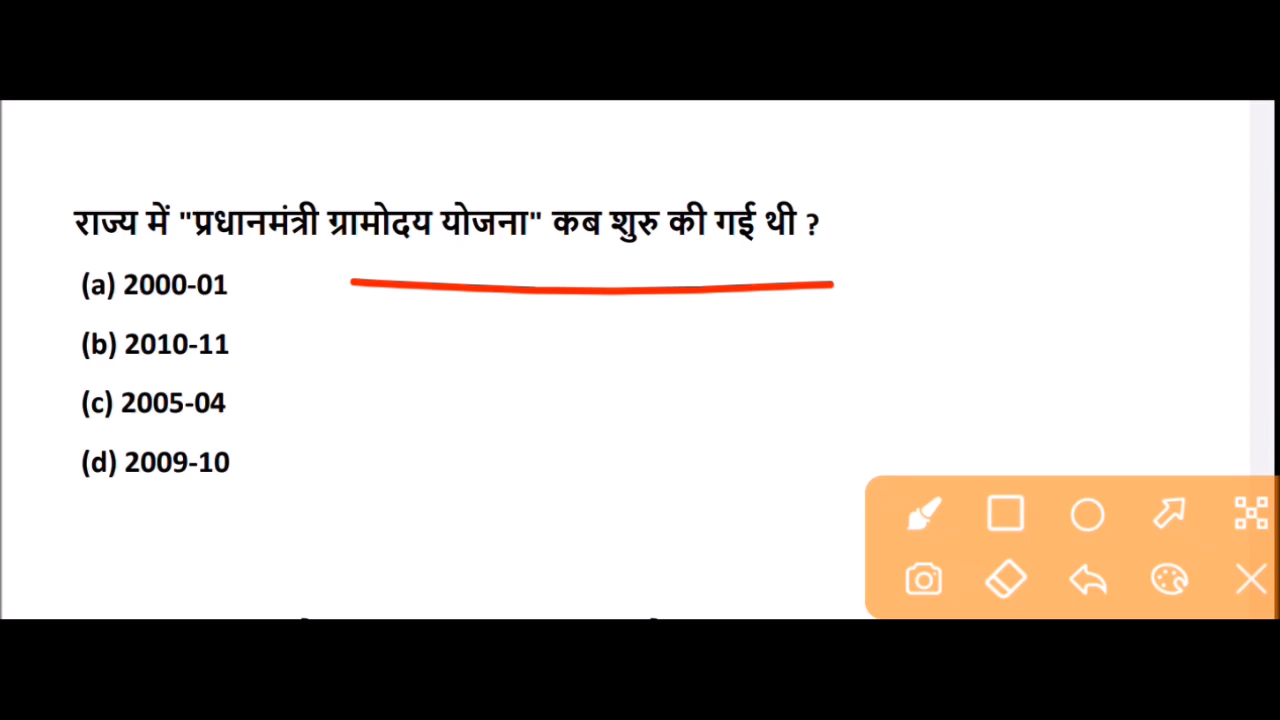 राज्य में "प्रधानमंत्री ग्रामोदय योजना" कब शुरु की गई थी ?
(a) 2000-01
(b) 2010-11
(c) 2005-04
(d) 2009-10